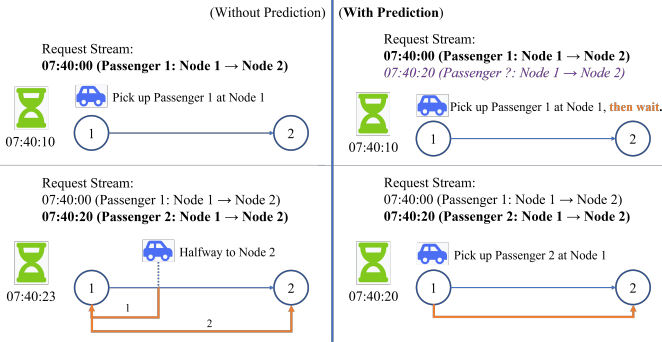 (Without Prediction)
Request Stream:
07:40:00 (Passenger 1: Node 1 → Node 2)
Pick up Passenger 1 at Node 1
07:40:10
1
2
(With Prediction)
Request Stream:
07:40:00 (Passenger 1: Node 1 → Node 2)
07:40:20 (Passenger ?: Node 1 → Node 2)
Pick up Passenger 1 at Node 1, then wait.
07:40:10
1
2
Request Stream:
07:40:00 (Passenger 1: Node 1 → Node 2)
07:40:20 (Passenger 2: Node 1 → Node 2)
Halfway to Node 2
07:40:23
1
2
1
2
Request Stream:
07:40:00 (Passenger 1: Node 1 → Node 2)
07:40:20 (Passenger 2: Node 1 → Node 2)
Pick up Passenger 2 at Node 1
07:40:20
1
2